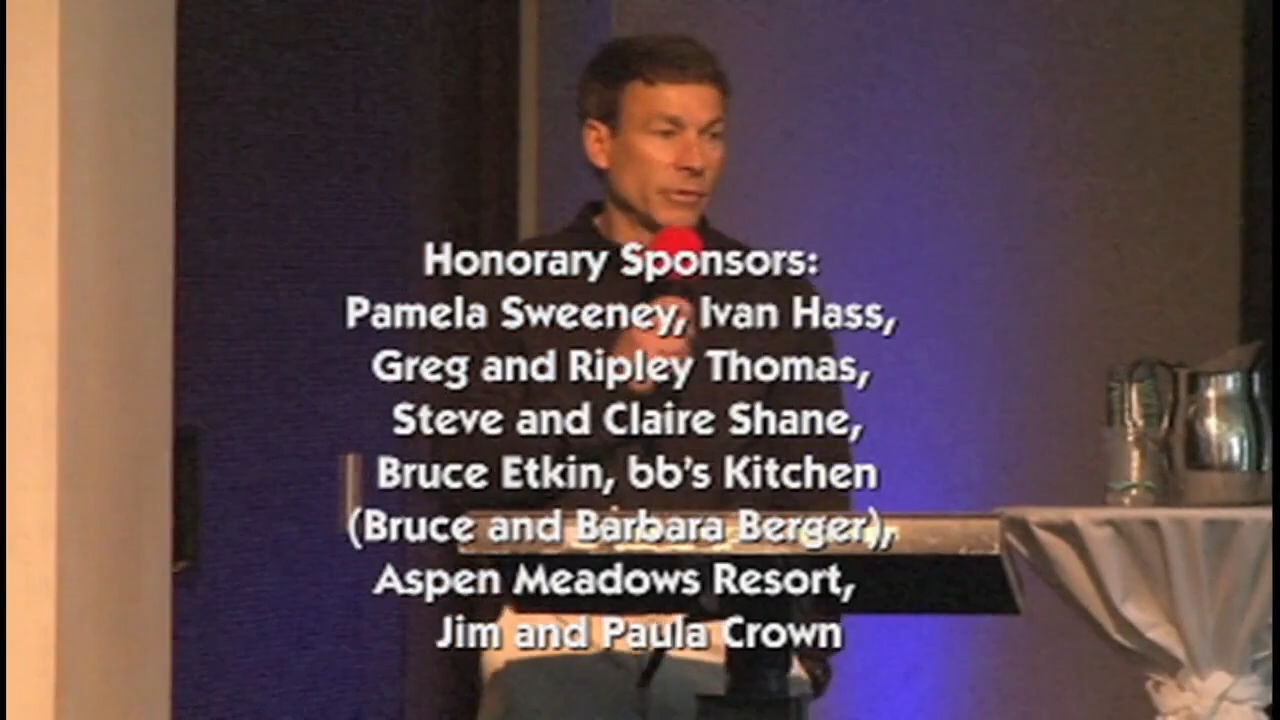 Honorary Sponsors:
Pamela Sweeney, Ivan Hass,
Greg and Ripley Thomas,
Steve and Claire Shane,
Bruce Etkin, bb's Kitchen
(Bruce and Barbara Berger),
Aspen Meadows Resort,
Jim and Paula Crown